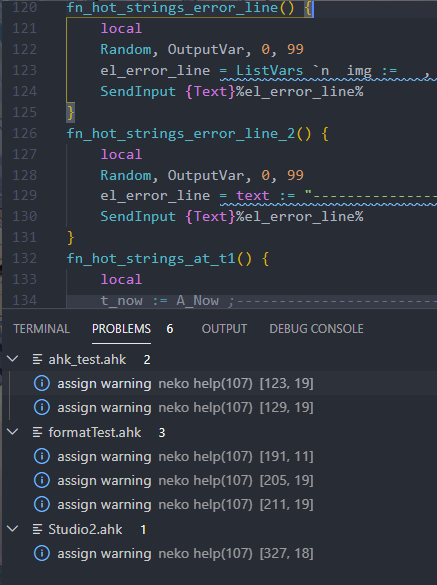 120 fn_hot_strings_error_line() {
121 local
122 Random, OutputVar, 0, 99
123 el_error_line = ListVars `n img := ,
124 SendInput {Text}%el_error_line%
125 }
126 fn_hot_strings_error_line_2() {
127 local
128 Random, OutputVar, 0, 99
129 el_error_line = text := "----------------
130 SendInput {Text}%el_error_line%
131 }
132 fn_hot_strings_at_t1() {
133 local
134 t_now := A_Now ;-------------------------
TERMINAL PROBLEMS 6 OUTPUT DEBUG CONSOLE
ahk_test.ahk 2
assign warning neko help(107) [123, 19]
assign warning neko help(107) [129, 19]
formatTest.ahk 3
assign warning neko help(107) [191, 11]
assign warning neko help(107) [205, 19]
assign warning neko help(107) [211, 19]
Studio2.ahk 1
assign warning neko help(107) [327, 18]